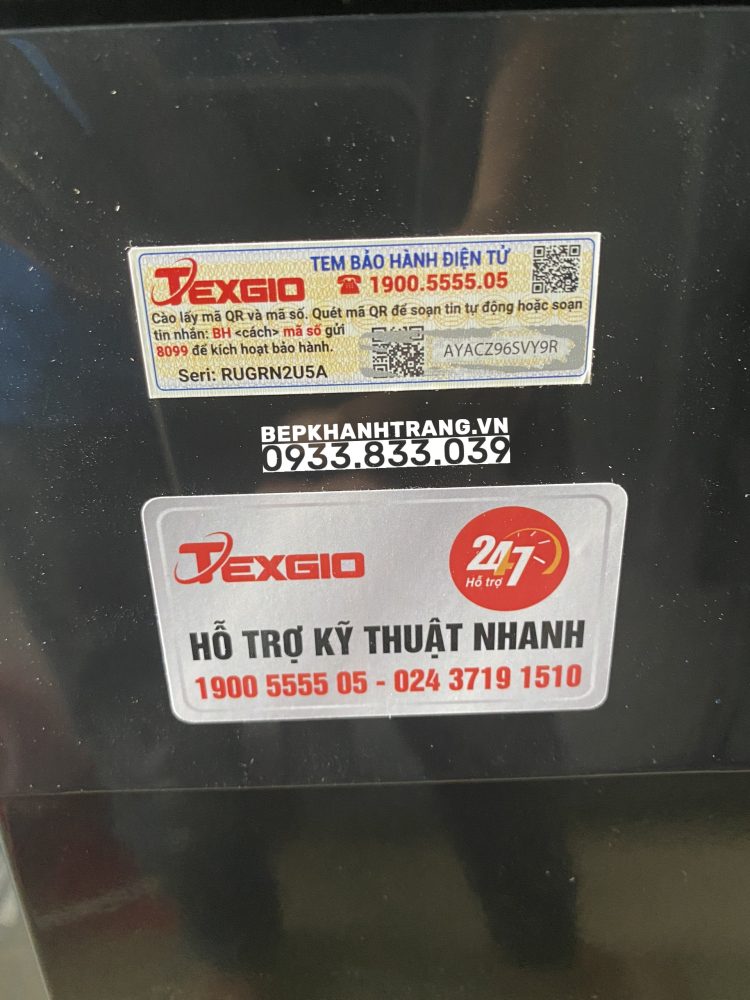 TEXGIO
TEM BẢO HÀNH ĐIỆN TỬ
☎ 1900.5555.05
Cào lấy mã QR và mã số. Quét mã QR để soạn tin tự động hoặc soạn
tin nhắn: BH <cách> mã số gửi
8099 để kích hoạt bảo hành.
AYACZ96SVY9R
Seri: RUGRN2U5A
BEPKHANHTRANG.VN
0933.833.039
TEXGIO
24/7
Hỗ trợ
HỖ TRỢ KỸ THUẬT NHANH
1900 5555 05 - 024 3719 1510